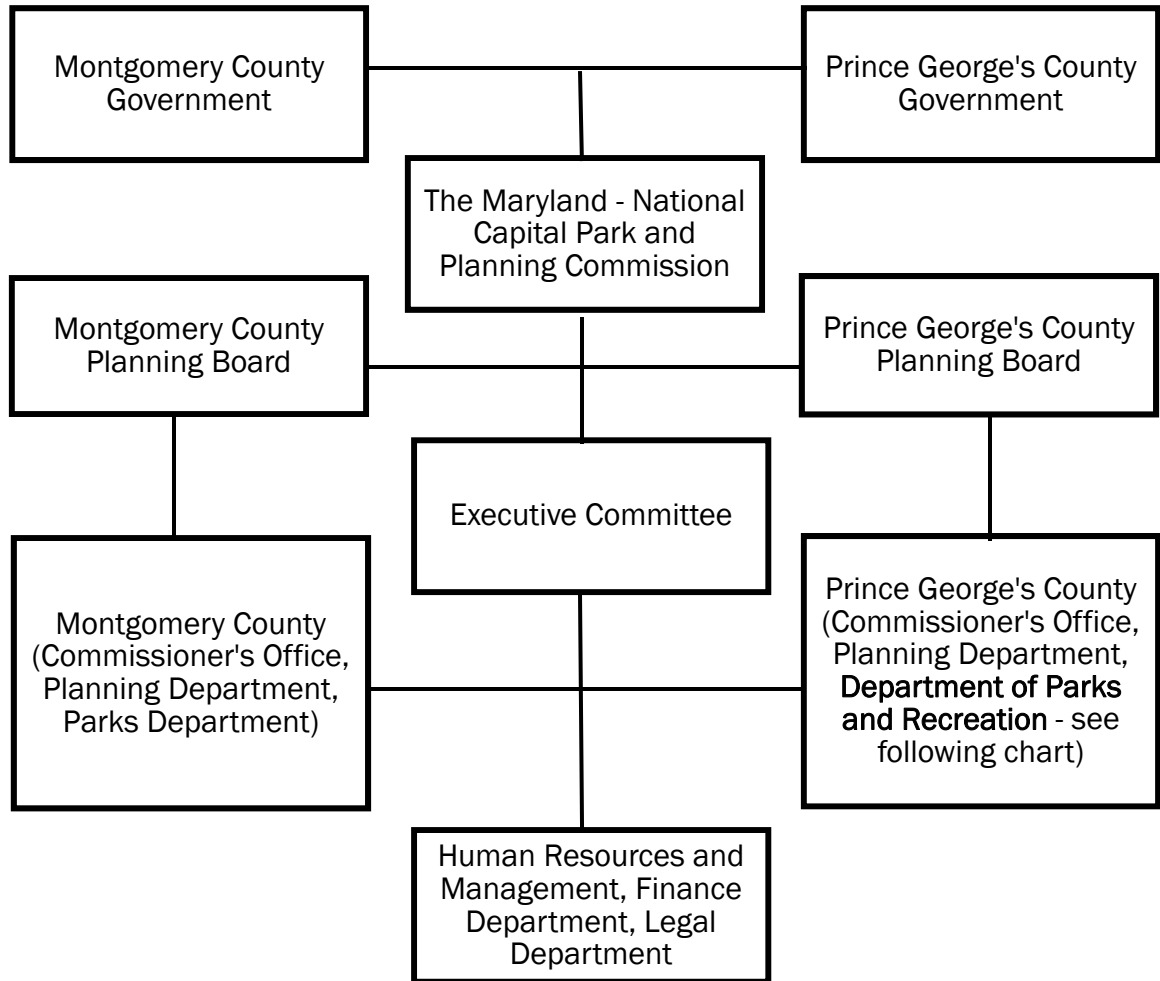 Montgomery County
Government
Prince George's County
Government
The Maryland - National
Capital Park and
Planning Commission
Montgomery County
Planning Board
Prince George's County
Planning Board
Executive Committee
Montgomery County
(Commissioner's Office,
Planning Department,
Parks Department)
Prince George's County
(Commissioner's Office,
Planning Department,
Department of Parks
and Recreation - see
following chart)
Human Resources and
Management, Finance
Department, Legal
Department